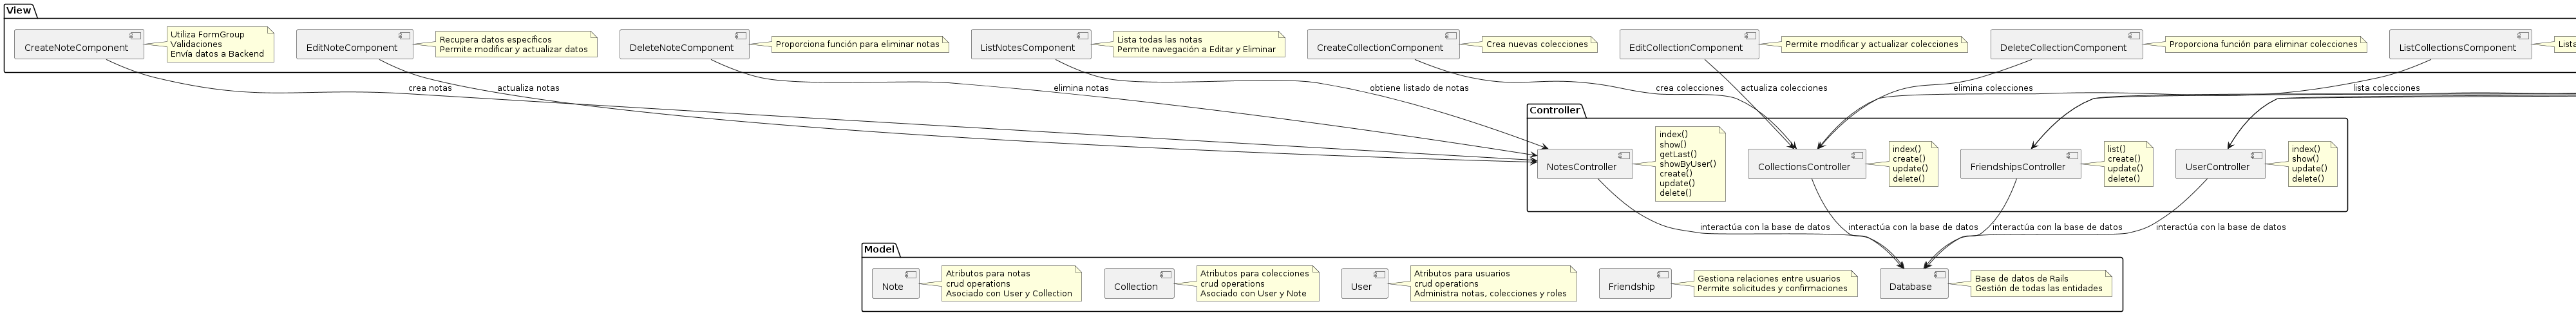 View
CreateNoteComponent
Utiliza FormGroup
Validaciones
Envía datos a Backend
EditNoteComponent
Recupera datos específicos
Permite modificar y actualizar datos
DeleteNoteComponent
Proporciona función para eliminar notas
ListNotesComponent
Lista todas las notas
Permite navegación a Editar y Eliminar
CreateCollectionComponent
Crea nuevas colecciones
EditCollectionComponent
Permite modificar y actualizar colecciones
DeleteCollectionComponent
Proporciona función para eliminar colecciones
ListCollectionsComponent
Lista
crea notas
actualiza notas
elimina notas
obtiene listado de notas
crea colecciones
actualiza colecciones
elimina colecciones
lista colecciones
Controller
NotesController
index()
show()
getLast()
showByUser()
create()
update()
delete()
CollectionsController
index()
create()
update()
delete()
FriendshipsController
list()
create()
update()
delete()
UserController
index()
show()
update()
delete()
interactúa con la base de datos
interactúa con la base de datos
interactúa con la base de datos
interactúa con la base de datos
Model
Note
Atributos para notas
crud operations
Asociado con User y Collection
Collection
Atributos para colecciones
crud operations
Asociado con User y Note
User
Atributos para usuarios
crud operations
Administra notas, colecciones y roles
Friendship
Gestiona relaciones entre usuarios
Permite solicitudes y confirmaciones
Database
Base de datos de Rails
Gestión de todas las entidades